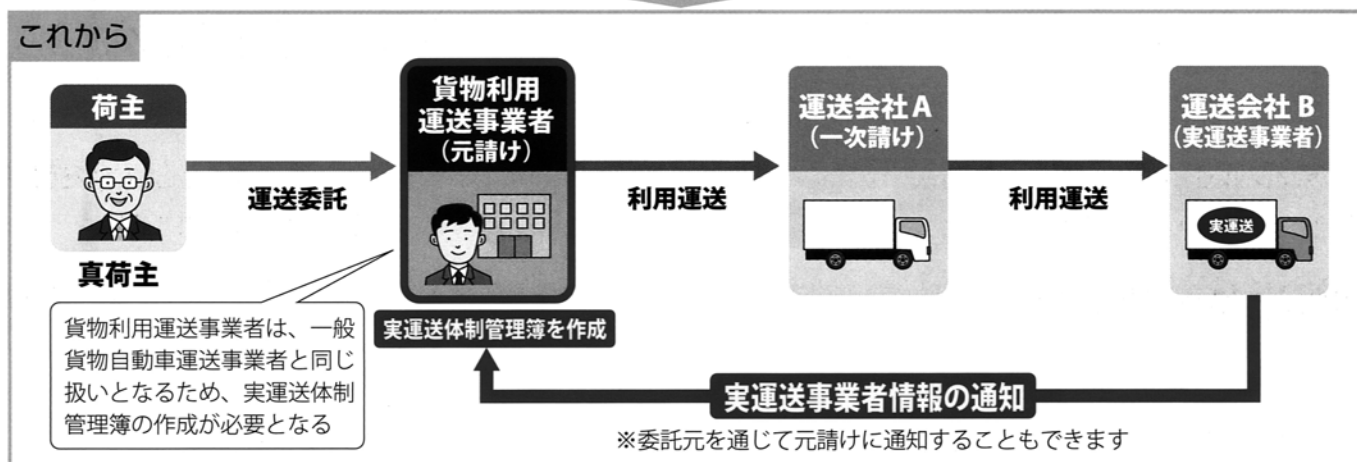 これから
荷主
真荷主
運送委託
貨物利用
運送事業者
（元請け）
実運送体制管理簿を作成
利用運送
運送会社A
（一次請け）
利用運送
運送会社B
（実運送事業者）
実運送
貨物利用運送事業者は、一般
貨物自動車運送事業者と同じ
扱いとなるため、実運送体制
管理簿の作成が必要となる
実運送事業者情報の通知
※委託元を通じて元請けに通知することもできます